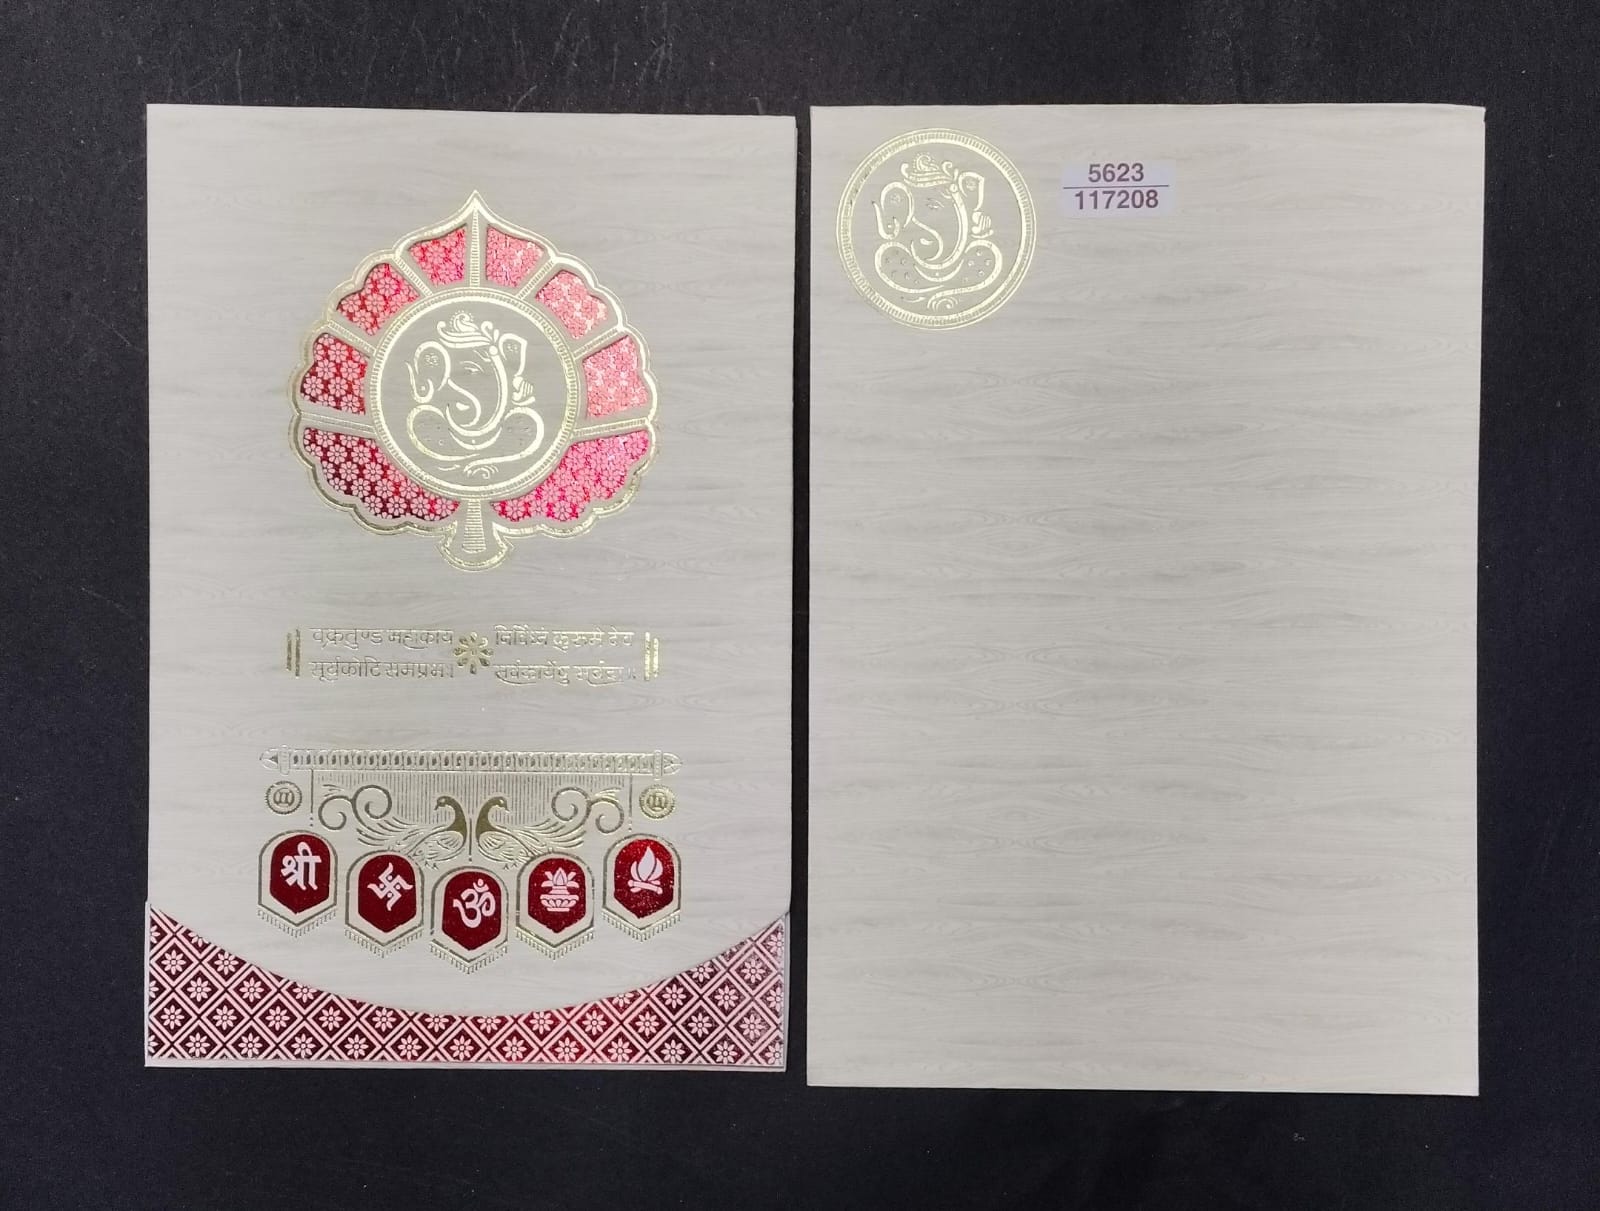 5623
117208
वक्रतुण्ड महाकाय
सूर्यकोटि समप्रभ।
निर्विघ्नं कुरुमे देव
सर्वकार्येषु सर्वदा॥
श्री
ॐ